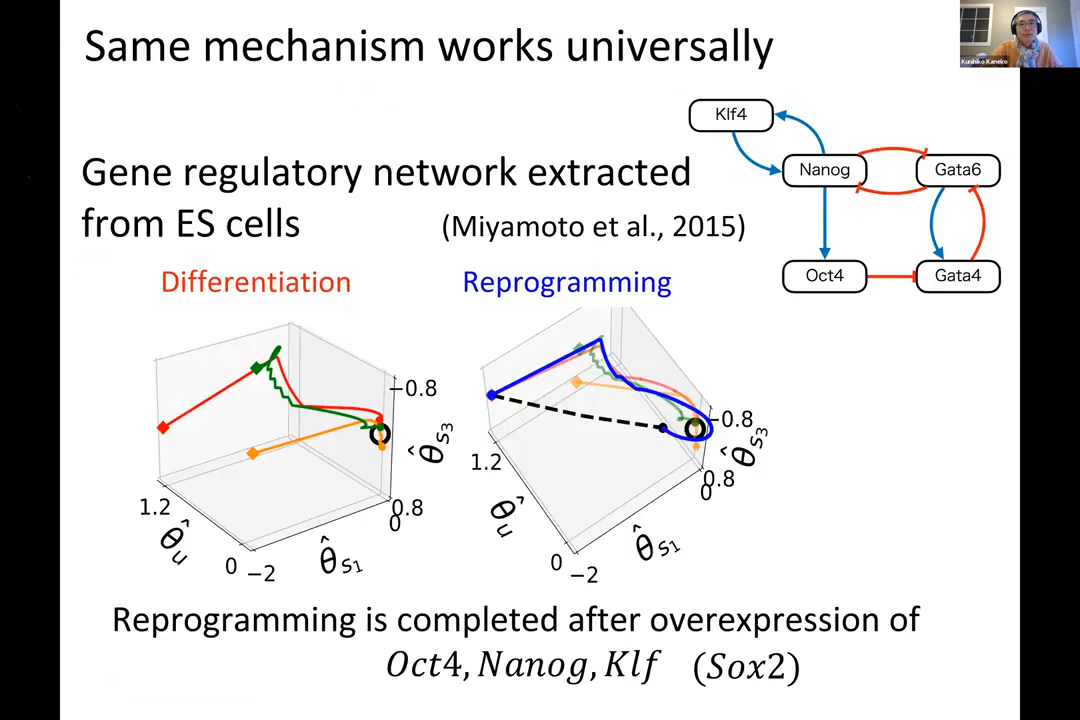 Same mechanism works universally
Kunihiko Kaneko
Klf4
Nanog
Gata6
Oct4
Gata4
Gene regulatory network extracted
from ES cells
(Miyamoto et al., 2015)
Differentiation
Reprogramming
−0.8
θ̂s₃
0.8
0
1.2
θ̂u
0
−2
θ̂s₁
−0.8
θ̂s₃
0.8
0
1.2
θ̂u
0
−2
θ̂s₁
Reprogramming is completed after overexpression of
Oct4, Nanog, Klf (Sox2)